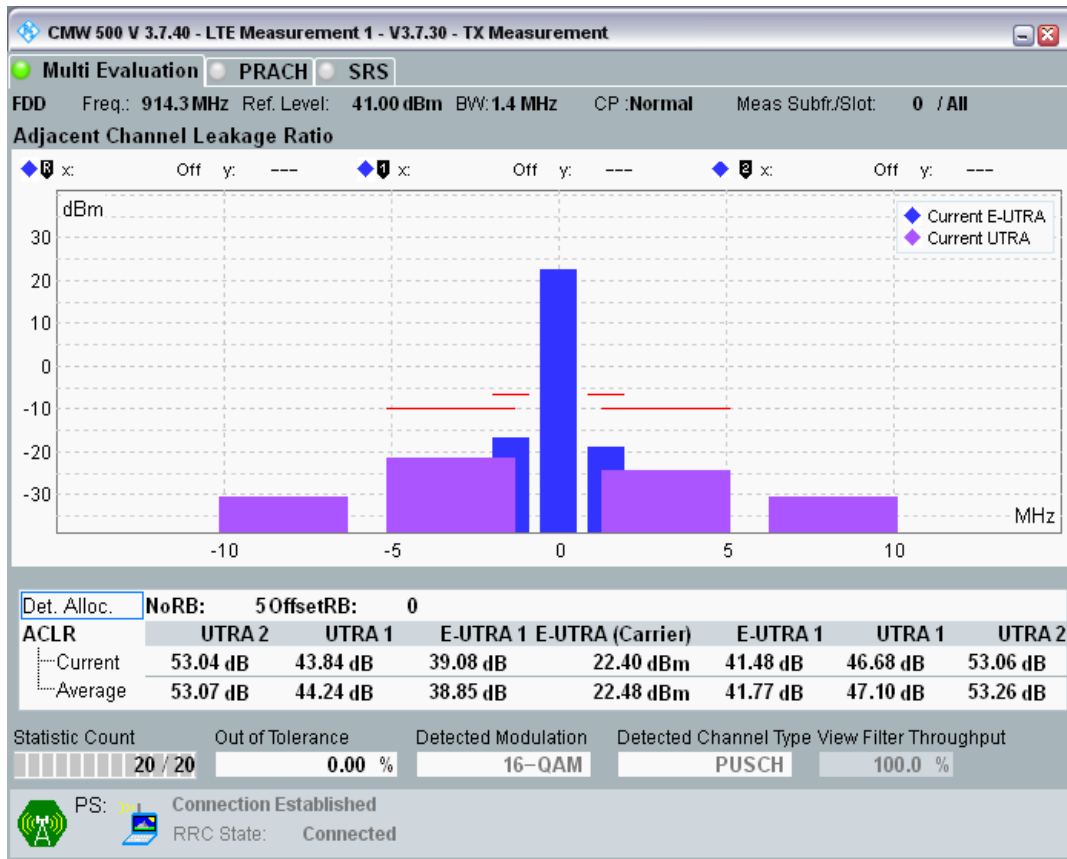 CMW 500 V 3.7.40 - LTE Measurement 1 - V3.7.30 - TX Measurement
Multi Evaluation PRACH SRS
FDD Freq.: 914.3 MHz Ref. Level: 41.00 dBm BW: 1.4 MHz CP :Normal Meas Subfr./Slot: 0 / All
Adjacent Channel Leakage Ratio
R x: Off y: --- 1 x: Off y: --- 2 x: Off y: ---
dBm
Current E-UTRA
Current UTRA
30
20
10
0
-10
-20
-30
MHz
-10 -5 0 5 10
Det. Alloc. NoRB: 5 OffsetRB: 0
ACLR UTRA 2 UTRA 1 E-UTRA 1 E-UTRA (Carrier) E-UTRA 1 UTRA 1 UTRA 2
Current 53.04 dB 43.84 dB 39.08 dB 22.40 dBm 41.48 dB 46.68 dB 53.06 dB
Average 53.07 dB 44.24 dB 38.85 dB 22.48 dBm 41.77 dB 47.10 dB 53.26 dB
Statistic Count Out of Tolerance Detected Modulation Detected Channel Type View Filter Throughput
20 / 20 0.00 % 16-QAM PUSCH 100.0 %
PS: Connection Established
RRC State: Connected